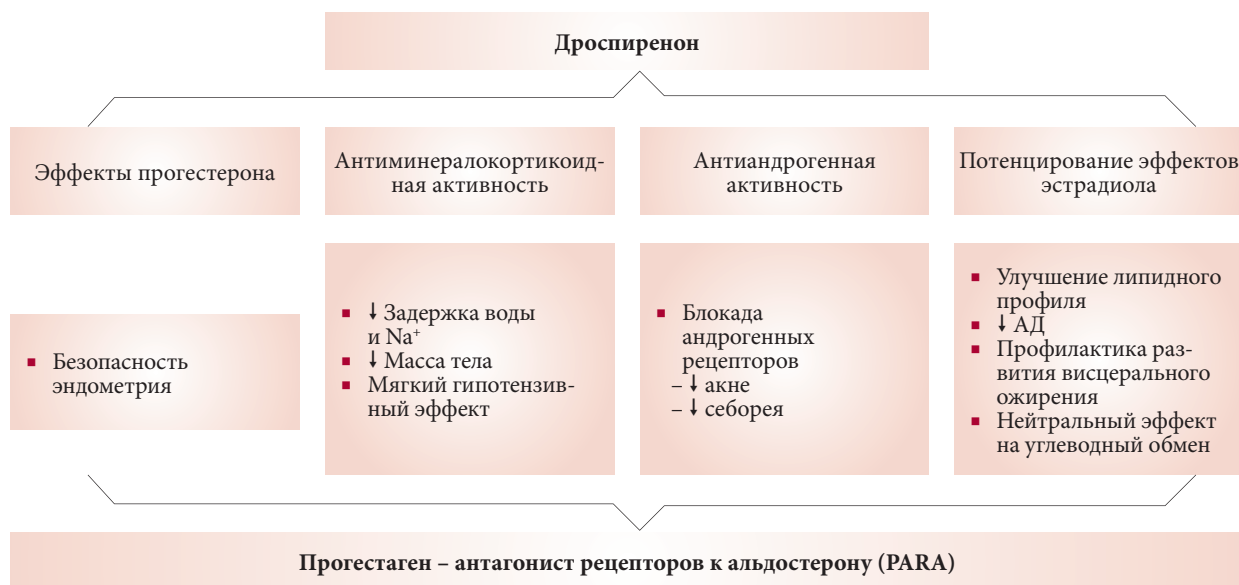 Дроспиренон
Эффекты прогестерона
Антиминералокортикоид-
ная активность
Антиандрогенная
активность
Потенцирование эффектов
эстрадиола
▪ Безопасность
эндометрия
▪ ↓ Задержка воды
и Na⁺
▪ ↓ Масса тела
▪ Мягкий гипотензив-
ный эффект
▪ Блокада
андрогенных
рецепторов
– ↓ акне
– ↓ себорея
▪ Улучшение липидного
профиля
▪ ↓ АД
▪ Профилактика раз-
вития висцерального
ожирения
▪ Нейтральный эффект
на углеводный обмен
Прогестаген – антагонист рецепторов к альдостерону (PARA)